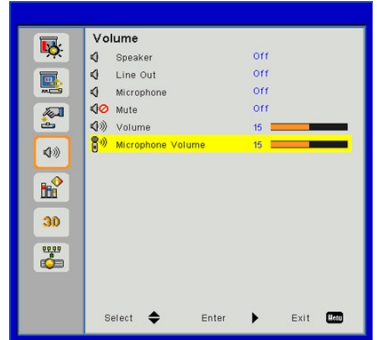 Volume
Speaker Off
Line Out Off
Microphone Off
Mute Off
Volume 15
Microphone Volume 15
3D
Select Enter Exit Menu